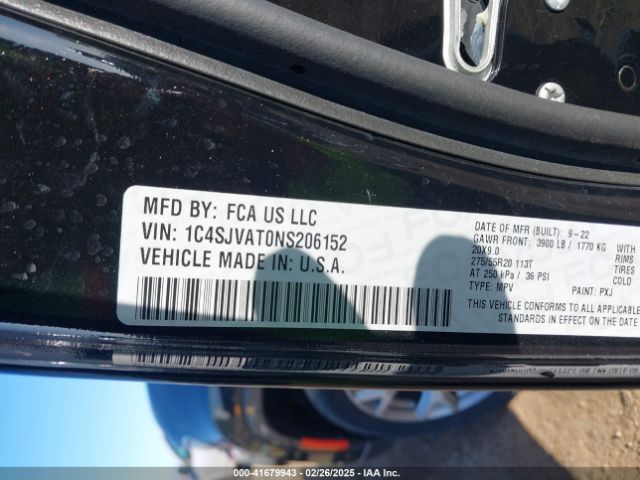 MFD BY: FCA US LLC
VIN: 1C4SJVAT0NS206152
VEHICLE MADE IN: U.S.A.
DATE OF MFR (BUILT): 9-22
GAWR FRONT: 3900 LB / 1770 KG WITH
20X9.0 RIMS
275/55R20 113T TIRES
AT 250 kPa / 36 PSI COLD
TYPE: MPV PAINT: PXJ
THIS VEHICLE CONFORMS TO ALL APPLICABLE
STANDARDS IN EFFECT ON THE DATE
000-41679943 - 02/26/2025 - IAA Inc.